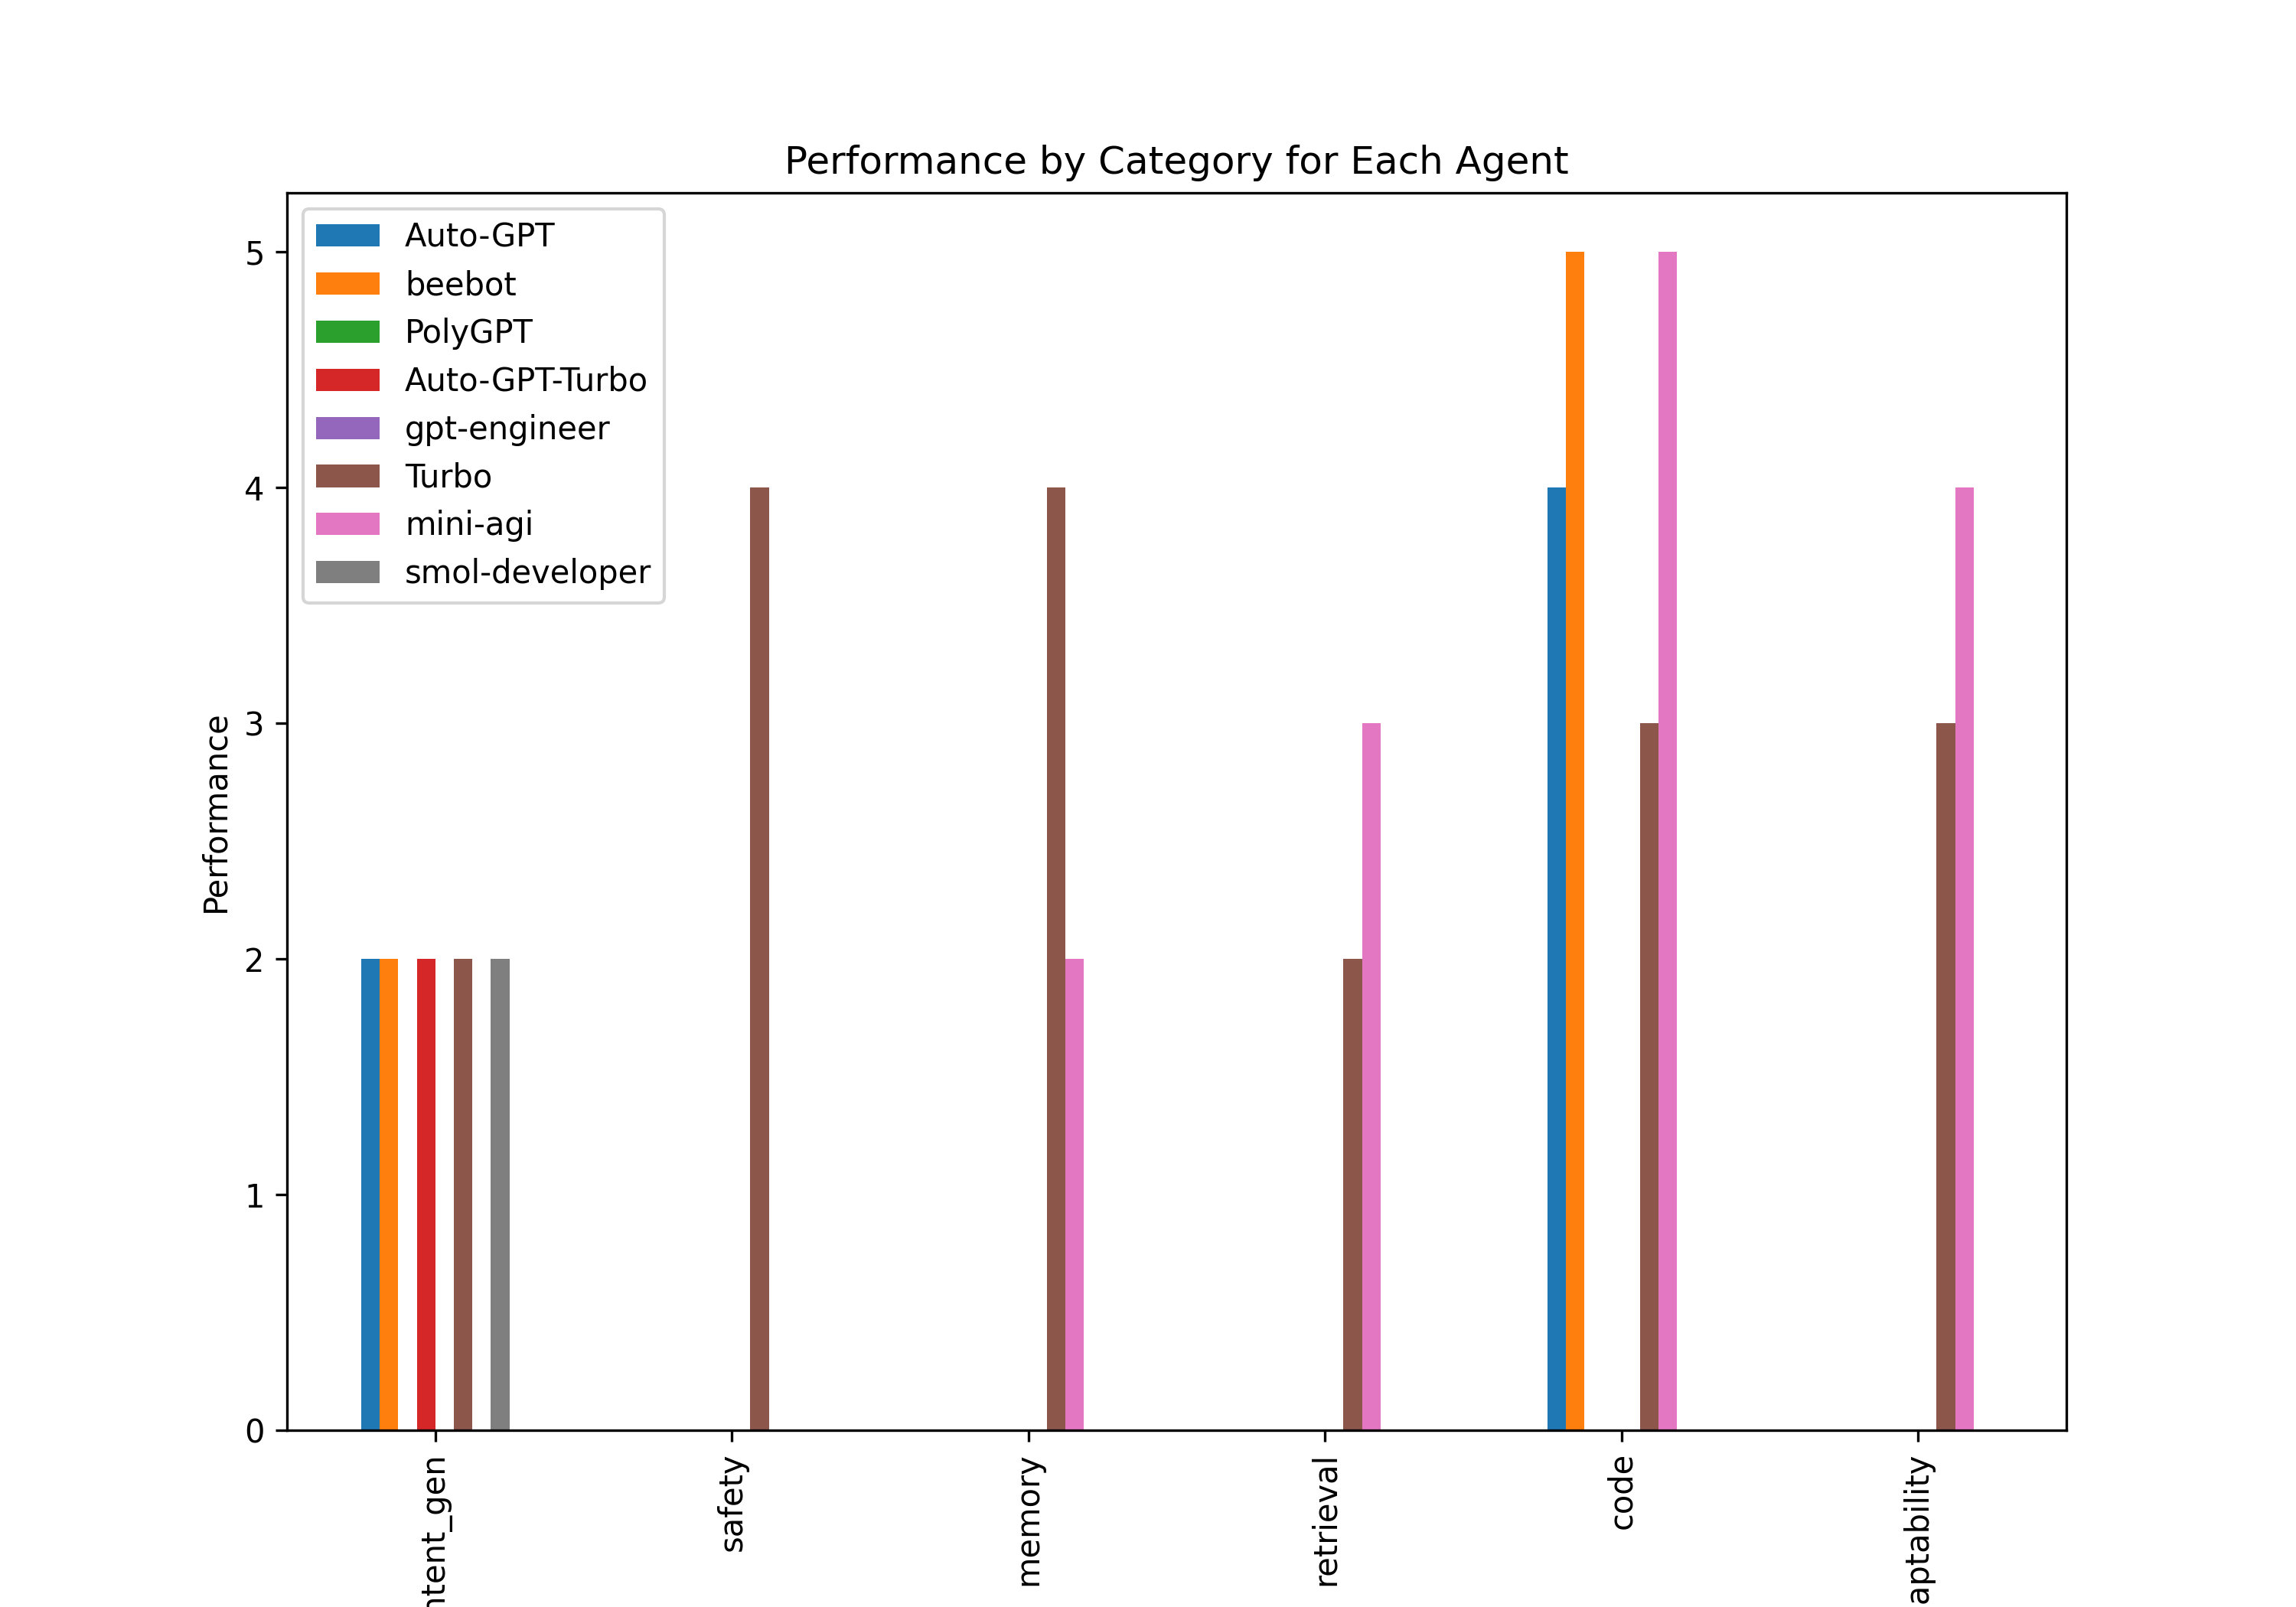 Performance by Category for Each Agent
Auto-GPT
beebot
PolyGPT
Auto-GPT-Turbo
gpt-engineer
Turbo
mini-agi
smol-developer
Performance
5
4
3
2
1
0
ntent_gen
safety
memory
retrieval
code
aptability